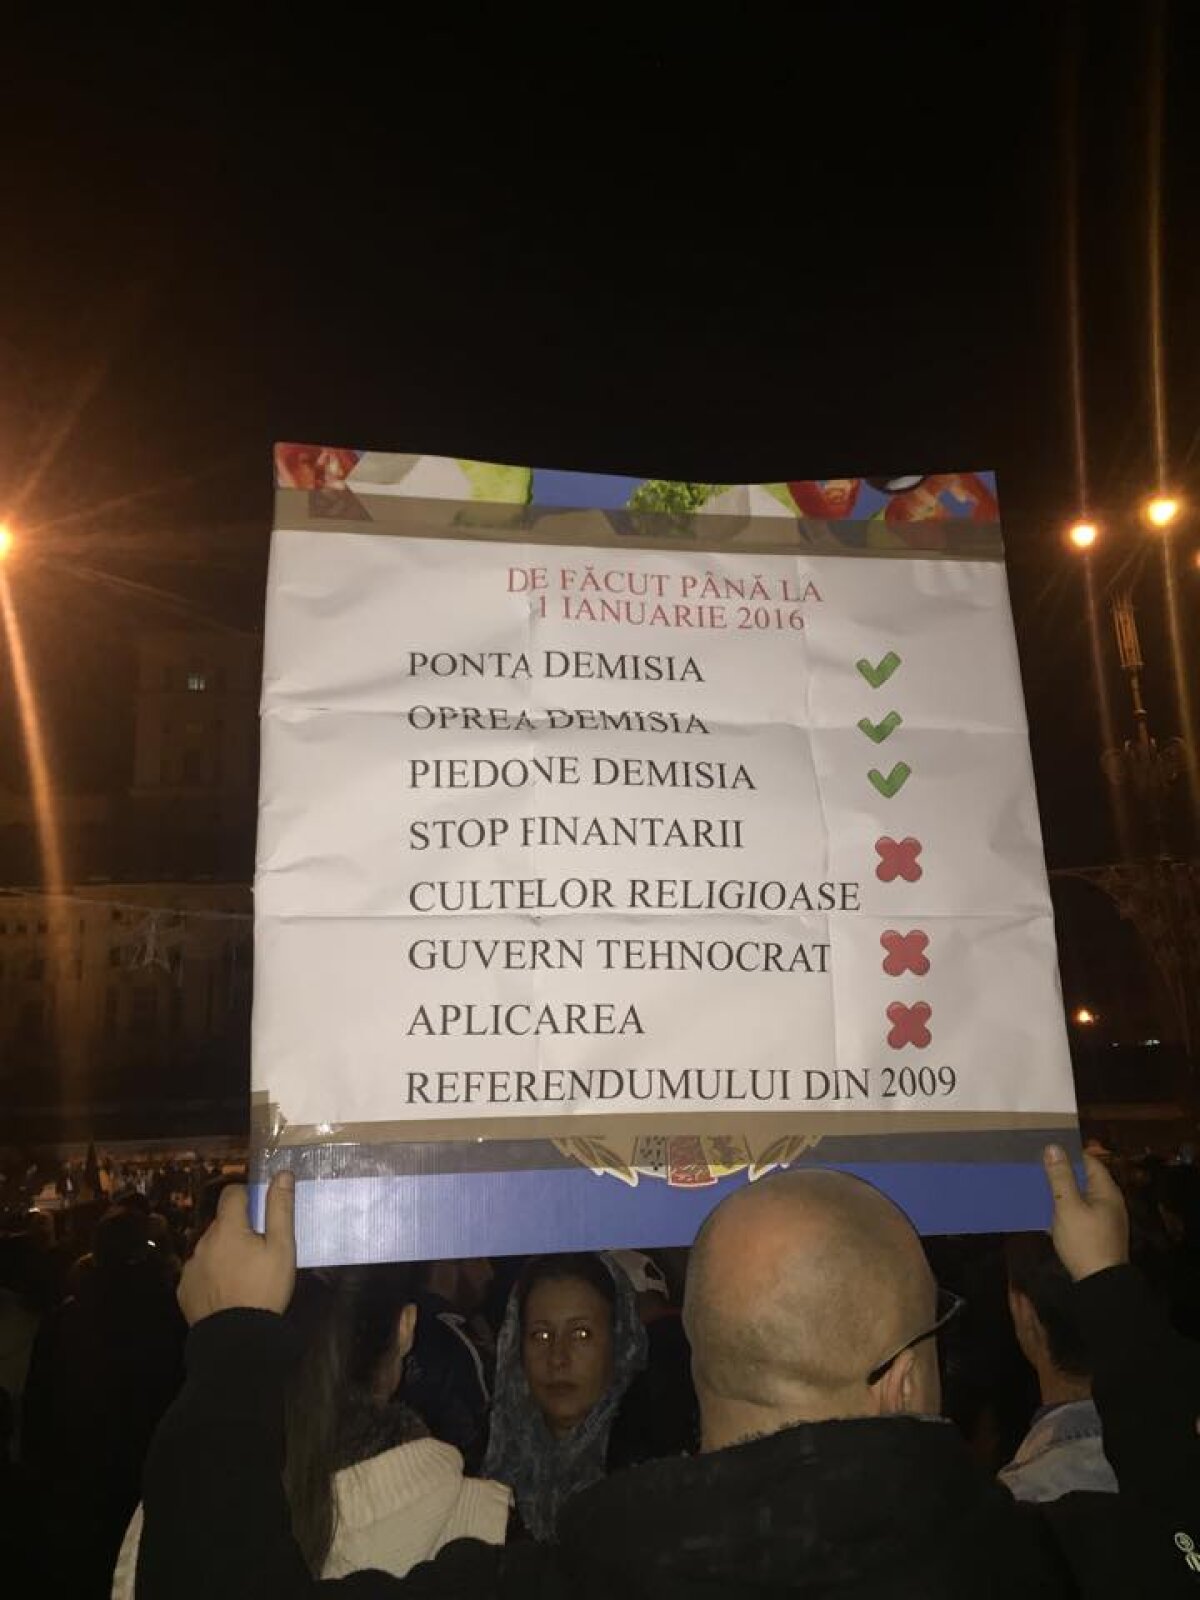 DE FĂCUT PÂNĂ LA
1 IANUARIE 2016
PONTA DEMISIA
OPREA DEMISIA
PIEDONE DEMISIA
STOP FINANTARII
CULTELOR RELIGIOASE
GUVERN TEHNOCRAT
APLICAREA
REFERENDUMULUI DIN 2009